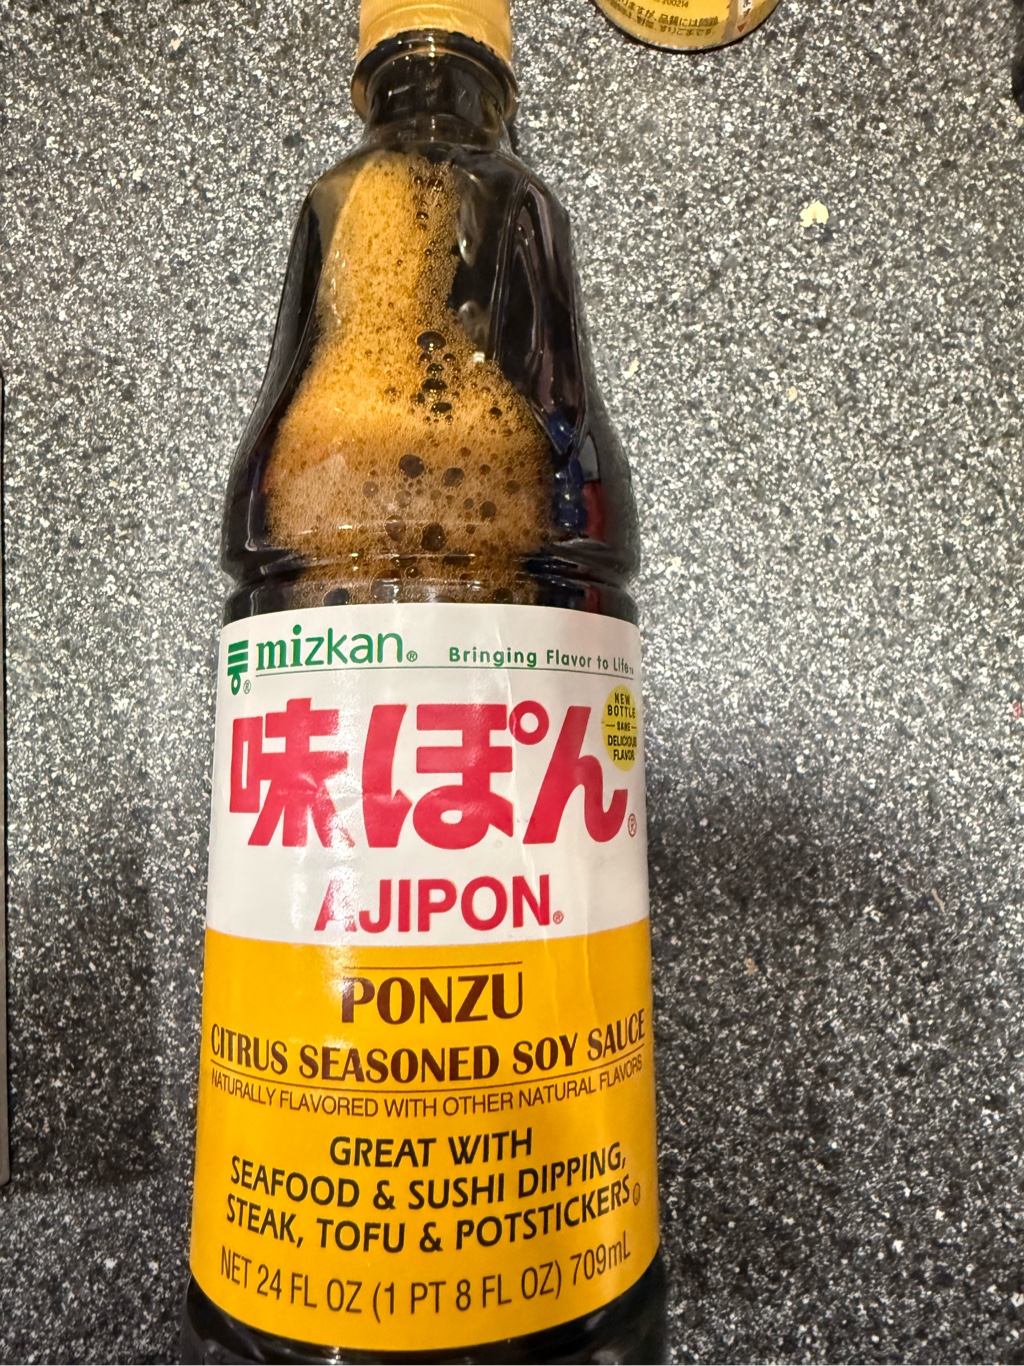 200214
mizkan®
Bringing Flavor to Life™
味ぽん®
NEW
BOTTLE
SAME
DELICIOUS
FLAVOR
AJIPON®
PONZU
CITRUS SEASONED SOY SAUCE
NATURALLY FLAVORED WITH OTHER NATURAL FLAVORS
GREAT WITH
SEAFOOD & SUSHI DIPPING,
STEAK, TOFU & POTSTICKERS
NET 24 FL OZ (1 PT 8 FL OZ) 709mL